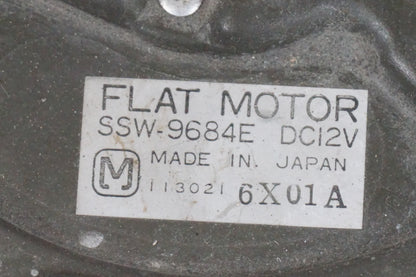 FLAT MOTOR
SSW-9684E DC12V
MADE IN JAPAN
M 113021 6X01A